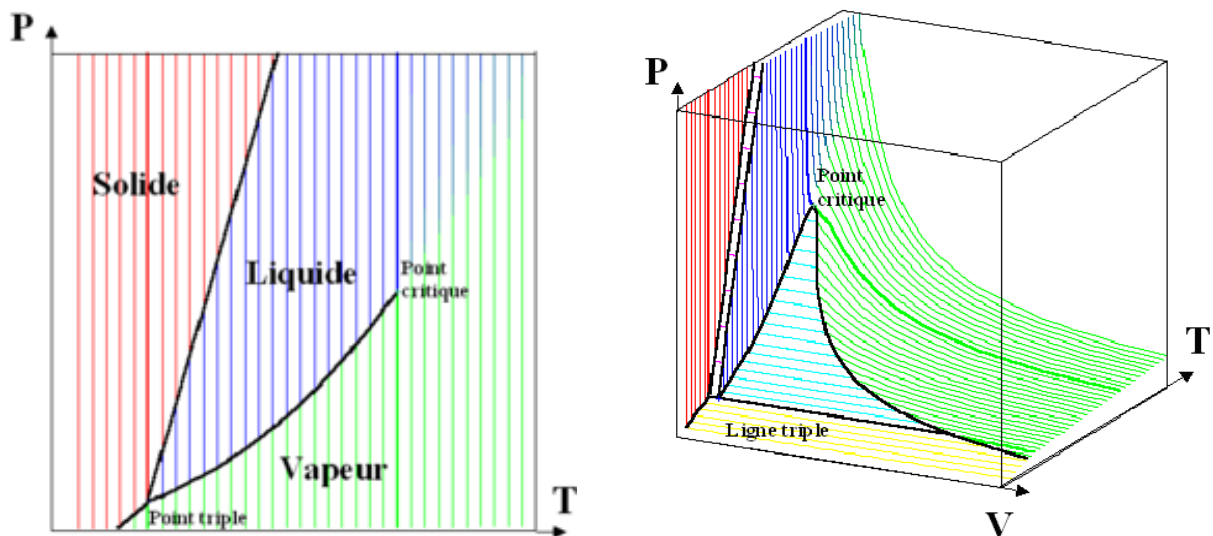 P
Solide
Liquide
Point
critique
Vapeur
Point triple
T
P
Point
critique
Ligne triple
T
V